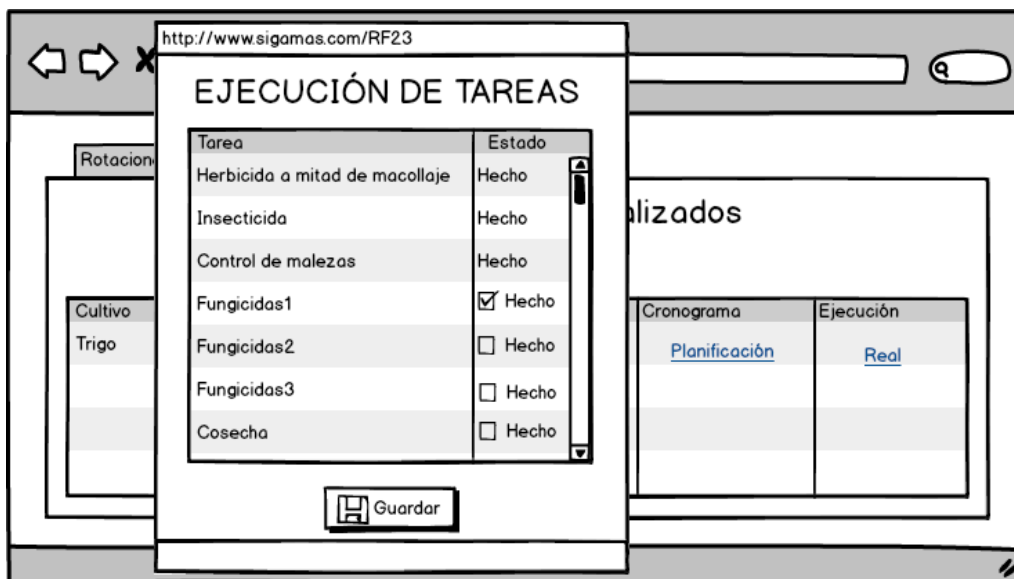 http://www.sigamas.com/RF23
EJECUCIÓN DE TAREAS
Tarea Estado
Herbicida a mitad de macollaje Hecho
Insecticida Hecho
Control de malezas Hecho
Fungicidas1 Hecho
Fungicidas2 Hecho
Fungicidas3 Hecho
Cosecha Hecho
Guardar
Rotacion
alizados
Cultivo Cronograma Ejecución
Trigo Planificación Real